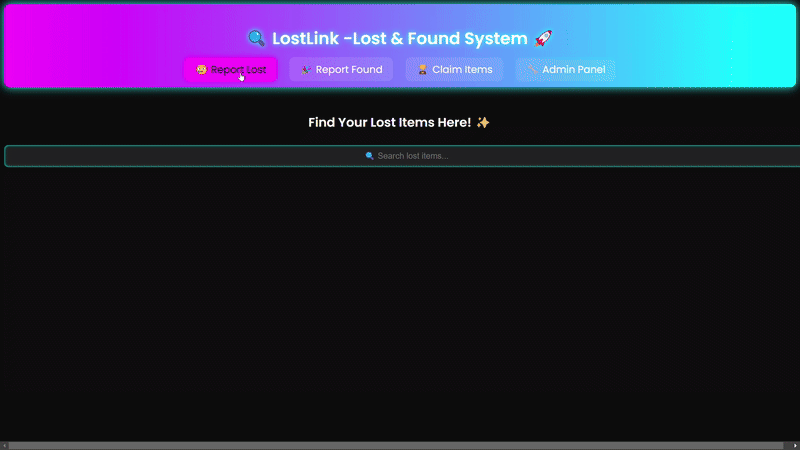 🔍 LostLink -Lost & Found System 🚀
Report Lost
🎉 Report Found
Claim Items
Admin Panel
Find Your Lost Items Here! ✨
🔍 Search lost items...